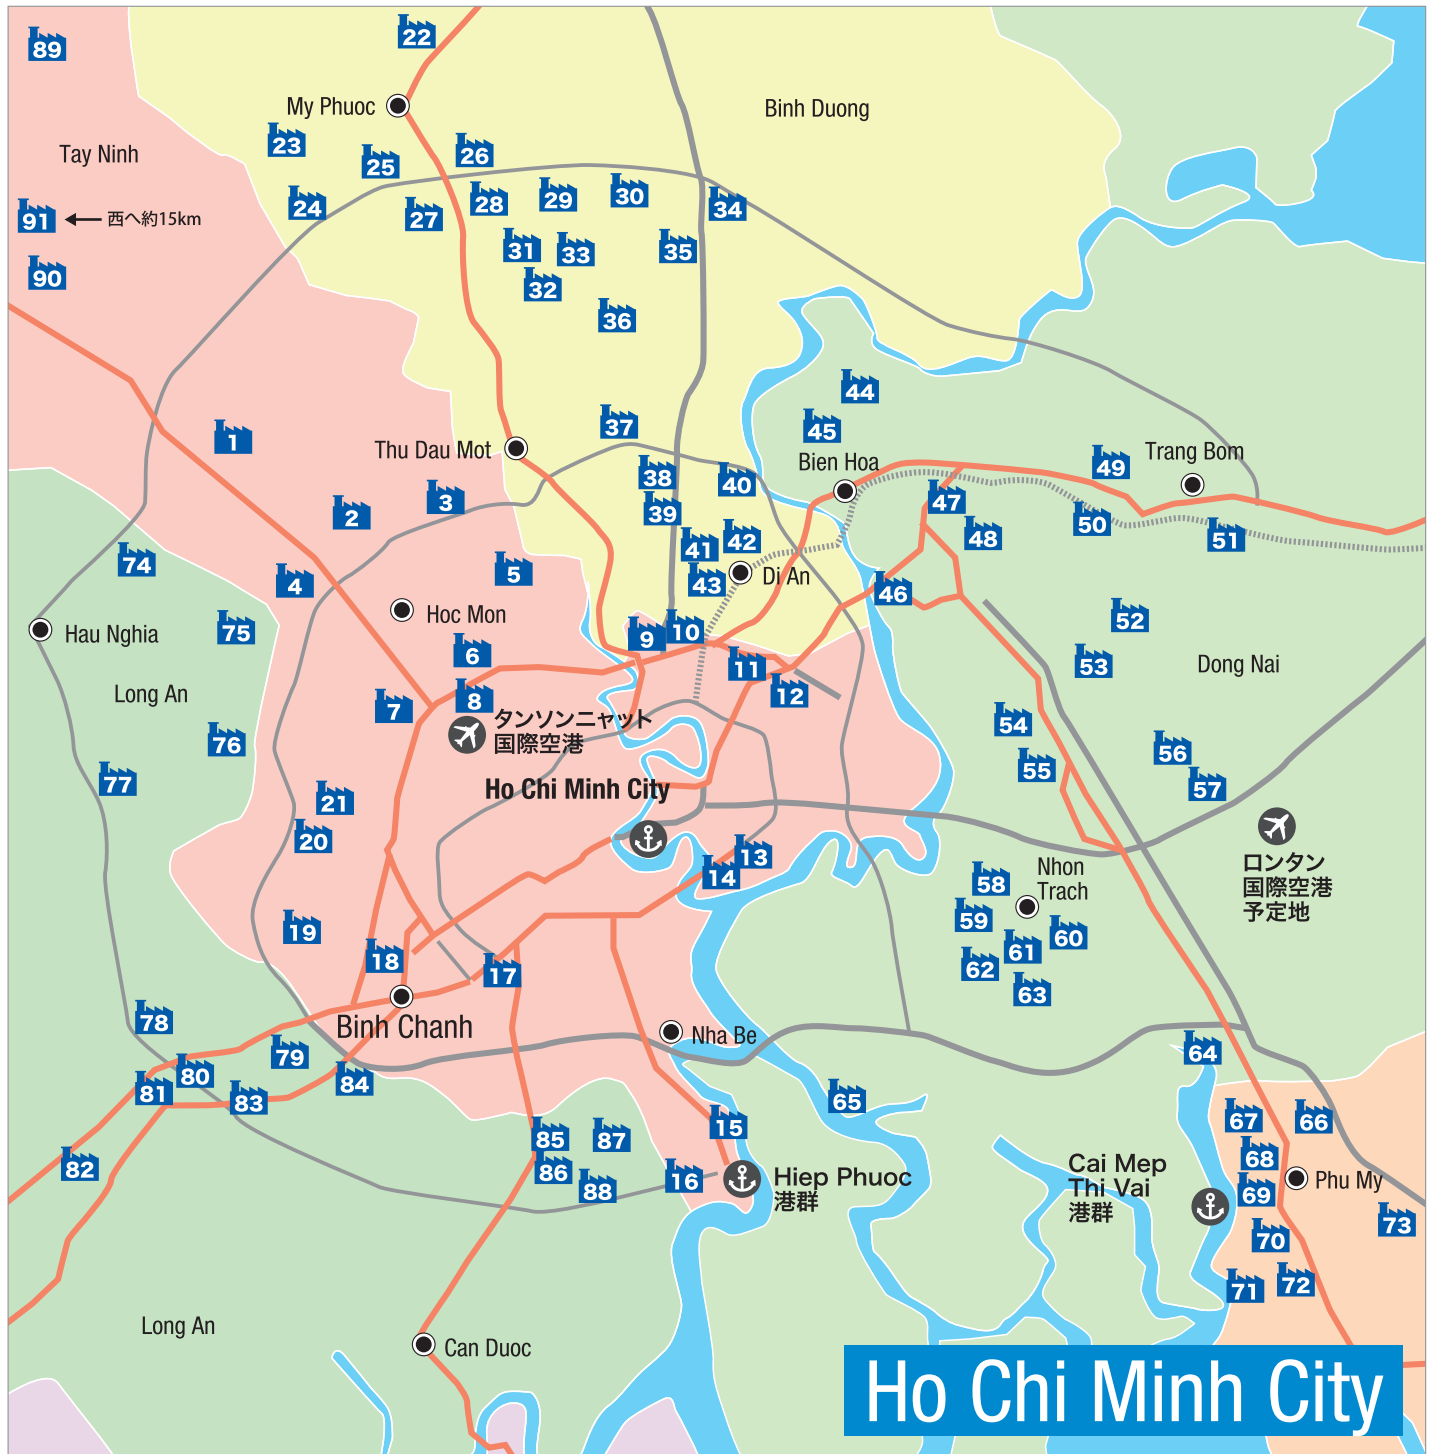 89
22
My Phuoc
Binh Duong
23
26
Tay Ninh
25
24
28
29
30
34
91
西へ約15km
27
31
33
35
90
32
36
44
37
45
1
Thu Dau Mot
Bien Hoa
49
Trang Bom
38
40
3
2
39
47
50
48
51
42
41
74
5
4
43
Di An
46
Hoc Mon
52
75
Hau Nghia
9
10
6
11
53
Dong Nai
Long An
8
12
7
タンソンニャット
国際空港
54
76
56
77
55
57
Ho Chi Minh City
21
20
13
14
ロンタン
国際空港
予定地
Nhon
Trach
58
59
19
60
61
18
17
62
63
78
Binh Chanh
Nha Be
79
64
80
84
81
83
65
15
67
66
85
87
68
82
86
16
Hiep Phuoc
港群
Cai Mep
Thi Vai
港群
88
69
Phu My
73
70
71
72
Long An
Can Duoc
Ho Chi Minh City